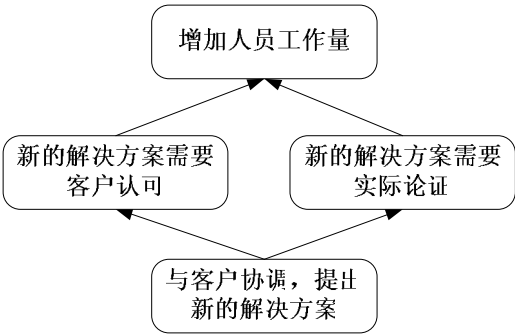 增加人员工作量
新的解决方案需要
客户认可
新的解决方案需要
实际论证
与客户协调，提出
新的解决方案